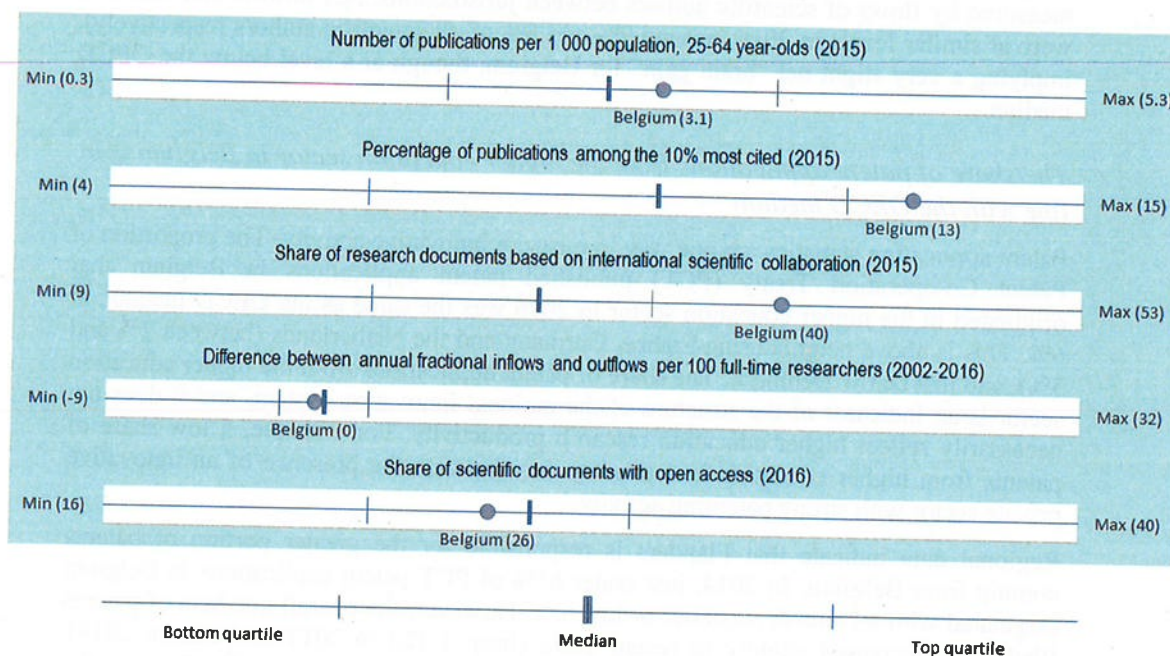 Number of publications per 1 000 population, 25-64 year-olds (2015)
Min (0.3)
Max (5.3)
Belgium (3.1)
Percentage of publications among the 10% most cited (2015)
Min (4)
Max (15)
Belgium (13)
Share of research documents based on international scientific collaboration (2015)
Min (9)
Max (53)
Belgium (40)
Difference between annual fractional inflows and outflows per 100 full-time researchers (2002-2016)
Min (-9)
Max (32)
Belgium (0)
Share of scientific documents with open access (2016)
Min (16)
Max (40)
Belgium (26)
Bottom quartile
Median
Top quartile